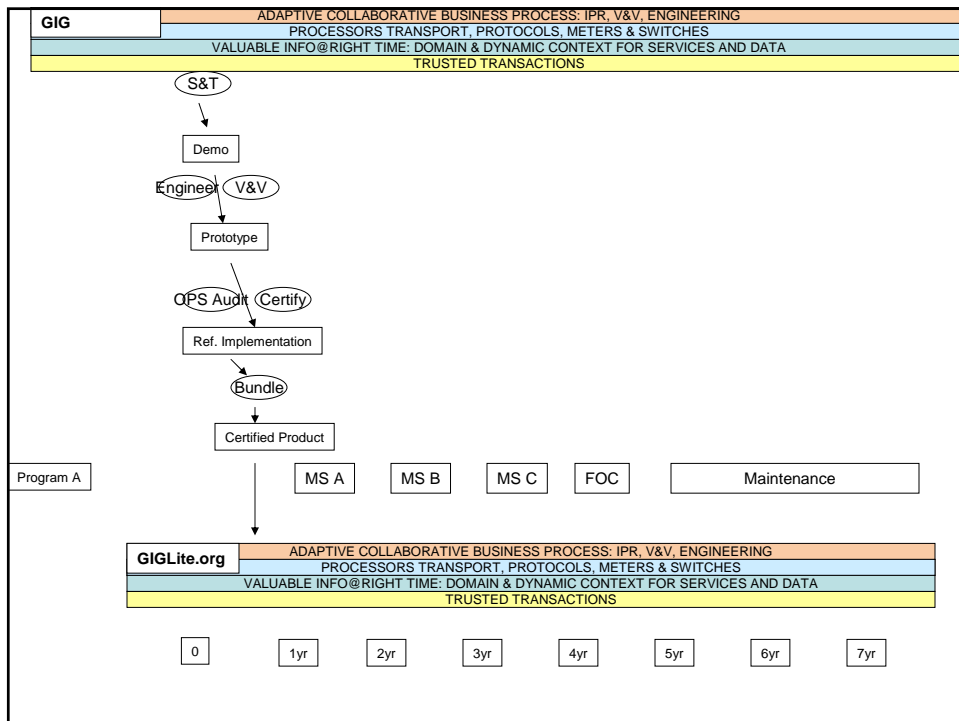 GIG
ADAPTIVE COLLABORATIVE BUSINESS PROCESS: IPR, V&V, ENGINEERING
PROCESSORS TRANSPORT, PROTOCOLS, METERS & SWITCHES
VALUABLE INFO@RIGHT TIME: DOMAIN & DYNAMIC CONTEXT FOR SERVICES AND DATA
TRUSTED TRANSACTIONS
S&T
Demo
Engineer V&V
Prototype
OPS Audit Certify
Ref. Implementation
Bundle
Certified Product
Program A MS A MS B MS C FOC Maintenance
GIGLite.org
ADAPTIVE COLLABORATIVE BUSINESS PROCESS: IPR, V&V, ENGINEERING
PROCESSORS TRANSPORT, PROTOCOLS, METERS & SWITCHES
VALUABLE INFO@RIGHT TIME: DOMAIN & DYNAMIC CONTEXT FOR SERVICES AND DATA
TRUSTED TRANSACTIONS
0 1yr 2yr 3yr 4yr 5yr 6yr 7yr